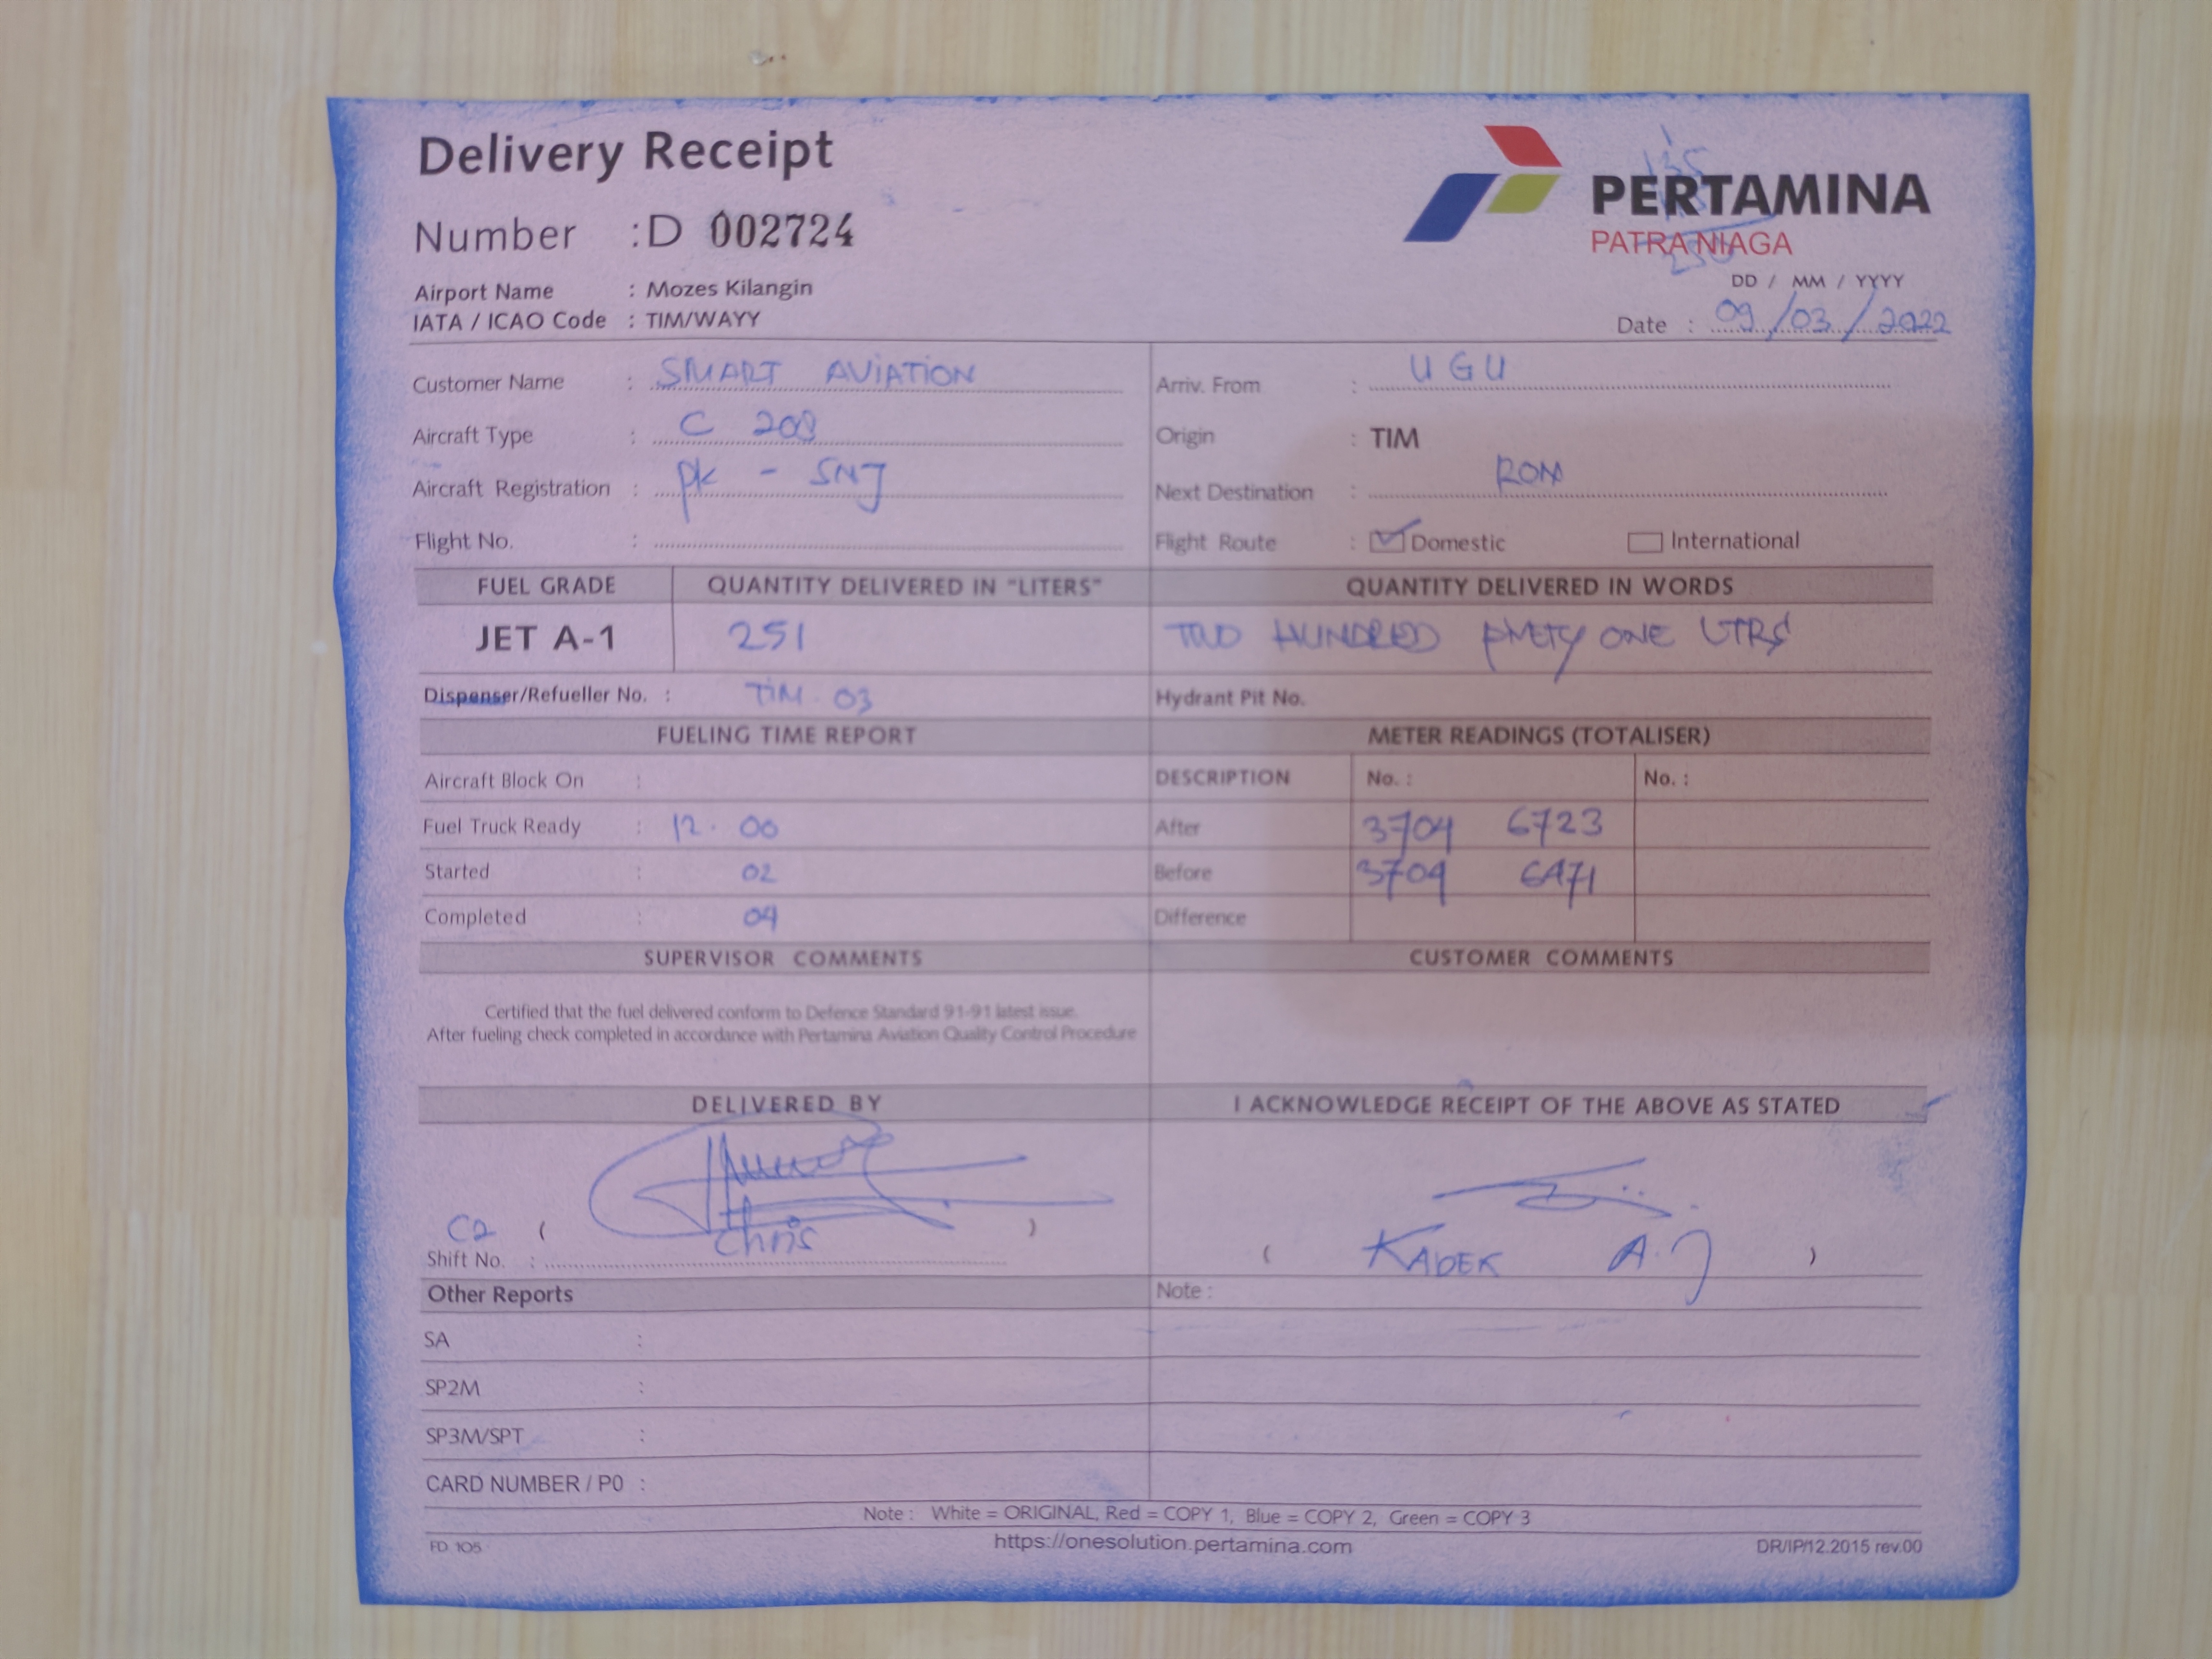 Delivery Receipt
Number : D 002724
PERTAMINA
PATRA NIAGA
Airport Name : Mozes Kilangin
IATA / ICAO Code : TIM/WAYY
DD / MM / YYYY
Date : 09/03/2022
Customer Name : SMART AVIATION
Arriv. From : UGU
Aircraft Type : C 208
Origin : TIM
Aircraft Registration : PK - SNJ
Next Destination :
Flight No. :
Flight Route : Domestic International
FUEL GRADE QUANTITY DELIVERED IN "LITERS" QUANTITY DELIVERED IN WORDS
JET A-1 251 TWO HUNDRED ONE LTRS
Dispenser/Refueller No. : TIM . 03 Hydrant Pit No.
FUELING TIME REPORT METER READINGS (TOTALISER)
Aircraft Block On : DESCRIPTION No. : No. :
Fuel Truck Ready : 12. 00 After 3704 6723
Started : 02 Before 3704 6471
Completed : 04 Difference
SUPERVISOR COMMENTS CUSTOMER COMMENTS
Certified that the fuel delivered conform to Defence Standard 91-91 latest issue.
After fueling check completed in accordance with Pertamina Aviation Quality Control Procedure
DELIVERED BY I ACKNOWLEDGE RECEIPT OF THE ABOVE AS STATED
C2 ( Chris )
Shift No. :
( KADEK A.J )
Other Reports Note :
SA :
SP2M :
SP3M/SPT :
CARD NUMBER / P0 :
Note : White = ORIGINAL, Red = COPY 1, Blue = COPY 2, Green = COPY 3
FD 105 https://onesolution.pertamina.com DR/IP/12.2015 rev.00